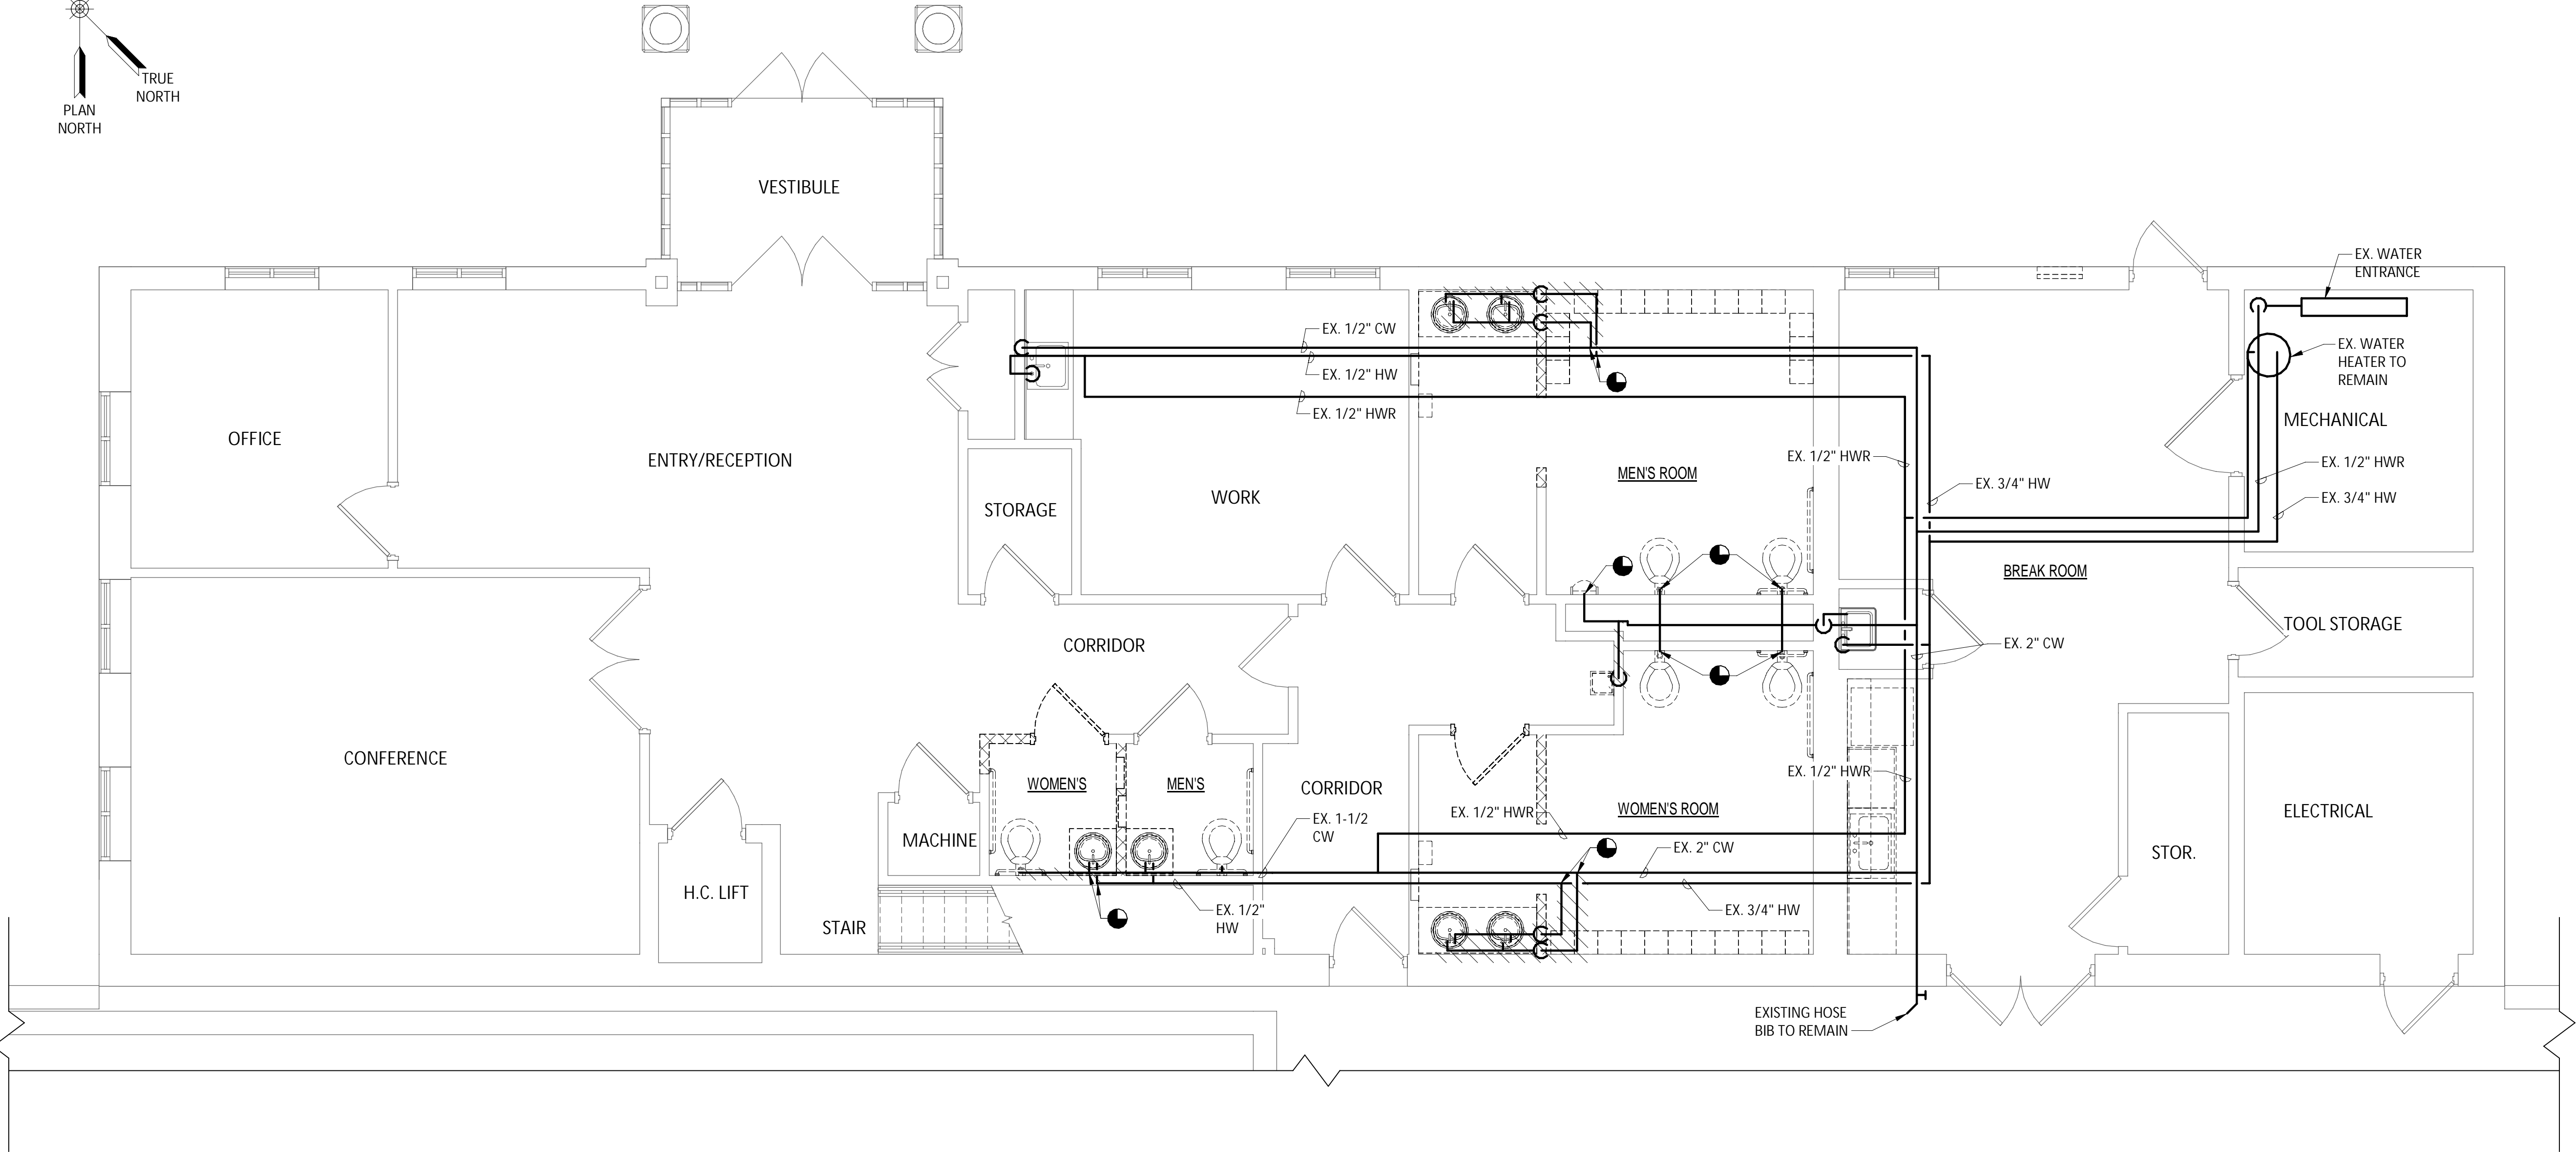 TRUE
NORTH
PLAN
NORTH
VESTIBULE
EX. WATER
ENTRANCE
EX. 1/2" CW
EX. WATER
HEATER TO
REMAIN
EX. 1/2" HW
EX. 1/2" HWR
MECHANICAL
OFFICE
ENTRY/RECEPTION
EX. 1/2" HWR
EX. 1/2" HWR
MEN'S ROOM
EX. 3/4" HW
WORK
EX. 3/4" HW
STORAGE
BREAK ROOM
TOOL STORAGE
CORRIDOR
EX. 2" CW
CONFERENCE
EX. 1/2" HWR
WOMEN'S
MEN'S
CORRIDOR
WOMEN'S ROOM
EX. 1/2" HWR
ELECTRICAL
EX. 1-1/2
CW
MACHINE
EX. 2" CW
STOR.
H.C. LIFT
EX. 1/2"
HW
EX. 3/4" HW
STAIR
EXISTING HOSE
BIB TO REMAIN